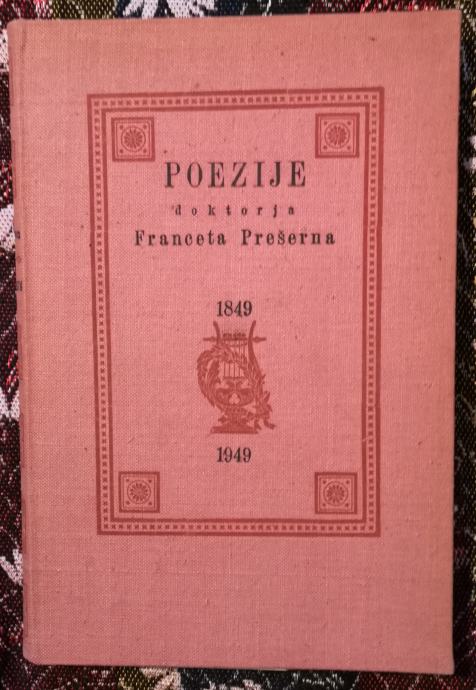 POEZIJE
doktorja
Franceta Prešerna
1849
1949